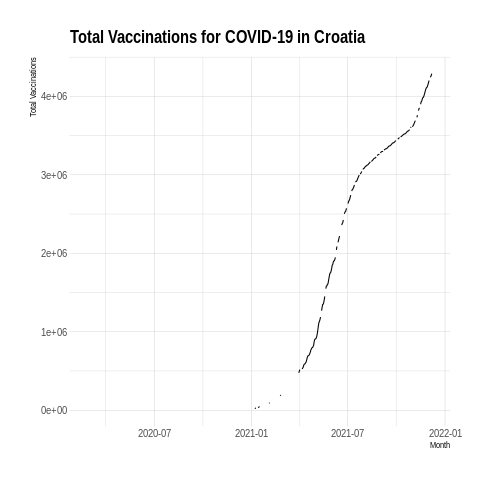 Total Vaccinations for COVID-19 in Croatia
Total Vaccinations
4e+06
3e+06
2e+06
1e+06
0e+00
2020-07 2021-01 2021-07 2022-01
Month